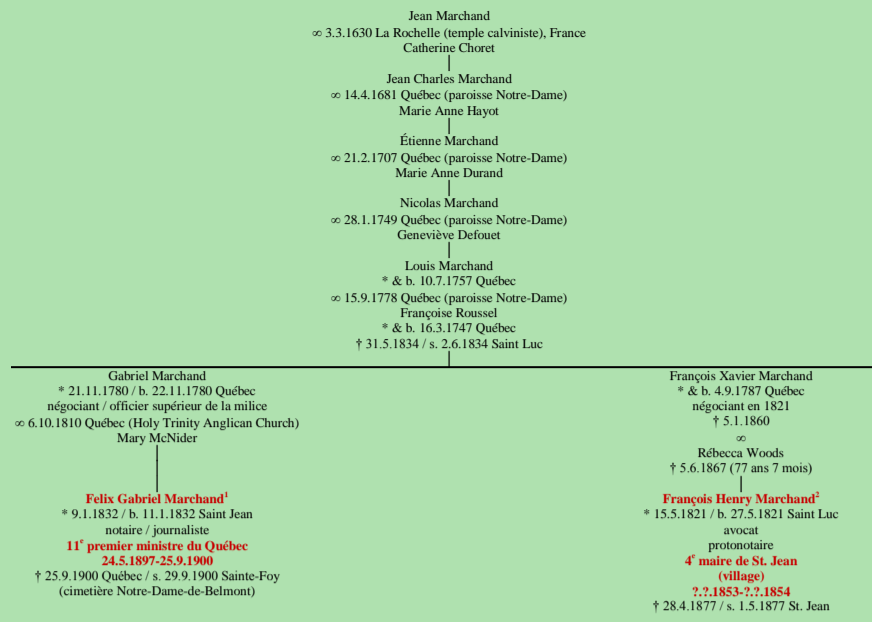 Jean Marchand
∞ 3.3.1630 La Rochelle (temple calviniste), France
Catherine Choret
Jean Charles Marchand
∞ 14.4.1681 Québec (paroisse Notre-Dame)
Marie Anne Hayot
Étienne Marchand
∞ 21.2.1707 Québec (paroisse Notre-Dame)
Marie Anne Durand
Nicolas Marchand
∞ 28.1.1749 Québec (paroisse Notre-Dame)
Geneviève Defouet
Louis Marchand
* & b. 10.7.1757 Québec
∞ 15.9.1778 Québec (paroisse Notre-Dame)
Françoise Roussel
* & b. 16.3.1747 Québec
† 31.5.1834 / s. 2.6.1834 Saint Luc
Gabriel Marchand
* 21.11.1780 / b. 22.11.1780 Québec
négociant / officier supérieur de la milice
∞ 6.10.1810 Québec (Holy Trinity Anglican Church)
Mary McNider
Felix Gabriel Marchand¹
* 9.1.1832 / b. 11.1.1832 Saint Jean
notaire / journaliste
11ᵉ premier ministre du Québec
24.5.1897-25.9.1900
† 25.9.1900 Québec / s. 29.9.1900 Sainte-Foy
(cimetière Notre-Dame-de-Belmont)
François Xavier Marchand
* & b. 4.9.1787 Québec
négociant en 1821
† 5.1.1860
∞
Rébecca Woods
† 5.6.1867 (77 ans 7 mois)
François Henry Marchand²
* 15.5.1821 / b. 27.5.1821 Saint Luc
avocat
protonotaire
4ᵉ maire de St. Jean
(village)
?.?.1853-?.?.1854
† 28.4.1877 / s. 1.5.1877 St. Jean